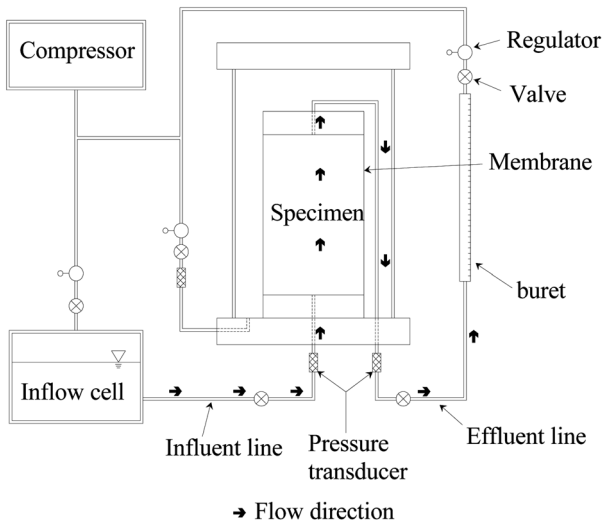 Compressor
Regulator
Valve
Membrane
Specimen
buret
Inflow cell
Influent line
Pressure
transducer
Effluent line
Flow direction